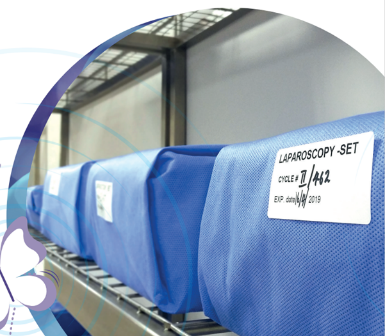 LAPAROSCOPY -SET
CYCLE # II/462
EXP. date 2019